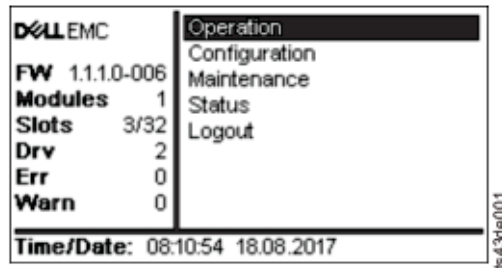 DELL EMC
FW 1.1.1.0-006
Modules 1
Slots 3/32
Drv 2
Err 0
Warn 0
Operation
Configuration
Maintenance
Status
Logout
Time/Date: 08:10:54 18.08.2017